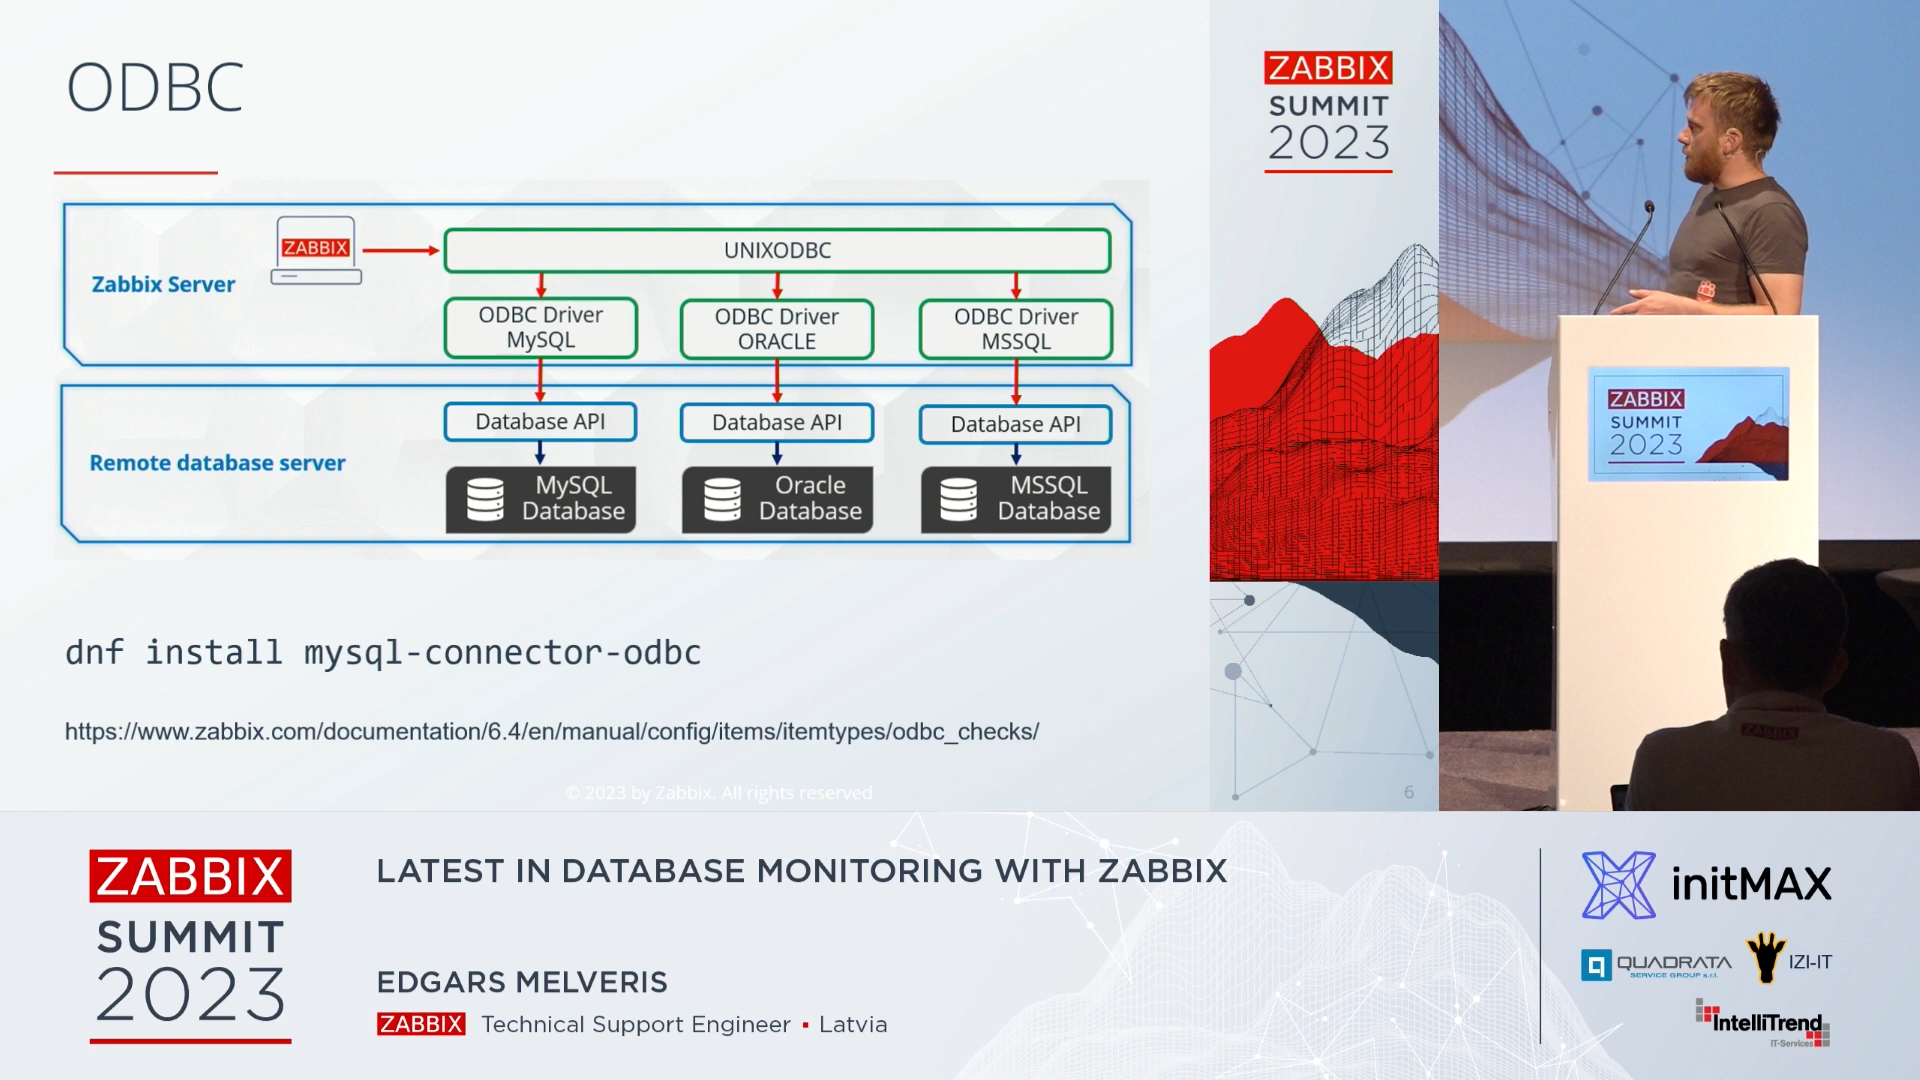 ODBC
ZABBIX
Zabbix Server
UNIXODBC
ODBC Driver
MySQL
ODBC Driver
ORACLE
ODBC Driver
MSSQL
Remote database server
Database API
Database API
Database API
MySQL
Database
Oracle
Database
MSSQL
Database
dnf install mysql-connector-odbc
https://www.zabbix.com/documentation/6.4/en/manual/config/items/itemtypes/odbc_checks/
© 2023 by Zabbix. All rights reserved
6
ZABBIX
SUMMIT
2023
ZABBIX
SUMMIT
2023
ZABBIX
ZABBIX
SUMMIT
2023
LATEST IN DATABASE MONITORING WITH ZABBIX
EDGARS MELVERIS
ZABBIX Technical Support Engineer ▪ Latvia
initMAX
QUADRATA
SERVICE GROUP s.r.l.
IZI-IT
IntelliTrend
IT-Services